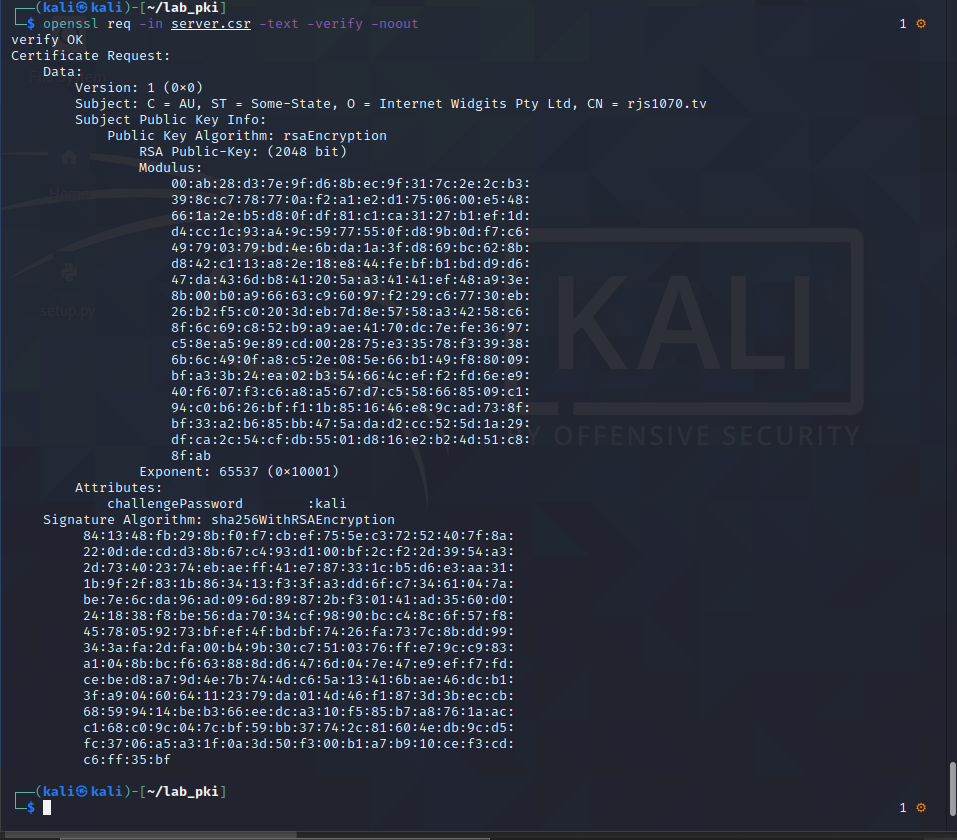 ┌──(kali㉿kali)-[~/lab_pki]
└─$ openssl req -in server.csr -text -verify -noout 1 ⚙
verify OK
Certificate Request:
Data:
Version: 1 (0×0)
Subject: C = AU, ST = Some-State, O = Internet Widgits Pty Ltd, CN = rjs1070.tv
Subject Public Key Info:
Public Key Algorithm: rsaEncryption
RSA Public-Key: (2048 bit)
Modulus:
00:ab:28:d3:7e:9f:d6:8b:ec:9f:31:7c:2e:2c:b3:
39:8c:c7:78:77:0a:f2:a1:e2:d1:75:06:00:e5:48:
66:1a:2e:b5:d8:0f:df:81:c1:ca:31:27:b1:ef:1d:
d4:cc:1c:93:a4:9c:59:77:55:0f:d8:9b:0d:f7:c6:
49:79:03:79:bd:4e:6b:da:1a:3f:d8:69:bc:62:8b:
d8:42:c1:13:a8:2e:18:e8:44:fe:bf:b1:bd:d9:d6:
47:da:43:6d:b8:41:20:5a:a3:41:41:ef:48:a9:3e:
8b:00:b0:a9:66:63:c9:60:97:f2:29:c6:77:30:eb:
26:b2:f5:c0:20:3d:eb:7d:8e:57:58:a3:42:58:c6:
8f:6c:69:c8:52:b9:a9:ae:41:70:dc:7e:fe:36:97:
c5:8e:a5:9e:89:cd:00:28:75:e3:35:78:f3:39:38:
6b:6c:49:0f:a8:c5:2e:08:5e:66:b1:49:f8:80:09:
bf:a3:3b:24:ea:02:b3:54:66:4c:ef:f2:fd:6e:e9:
40:f6:07:f3:c6:a8:a5:67:d7:c5:58:66:85:09:c1:
94:c0:b6:26:bf:f1:1b:85:16:46:e8:9c:ad:73:8f:
bf:33:a2:b6:85:bb:47:5a:da:d2:cc:52:5d:1a:29:
df:ca:2c:54:cf:db:55:01:d8:16:e2:b2:4d:51:c8:
8f:ab
Exponent: 65537 (0×10001)
Attributes:
challengePassword :kali
Signature Algorithm: sha256WithRSAEncryption
84:13:48:fb:29:8b:f0:f7:cb:ef:75:5e:c3:72:52:40:7f:8a:
22:0d:de:cd:d3:8b:67:c4:93:d1:00:bf:2c:f2:2d:39:54:a3:
2d:73:40:23:74:eb:ae:ff:41:e7:87:33:1c:b5:d6:e3:aa:31:
1b:9f:2f:83:1b:86:34:13:f3:3f:a3:dd:6f:c7:34:61:04:7a:
be:7e:6c:da:96:ad:09:6d:89:87:2b:f3:01:41:ad:35:60:d0:
24:18:38:f8:be:56:da:70:34:cf:98:90:bc:c4:8c:6f:57:f8:
45:78:05:92:73:bf:ef:4f:bd:bf:74:26:fa:73:7c:8b:dd:99:
34:3a:fa:2d:fa:00:b4:9b:30:c7:51:03:76:ff:e7:9c:c9:83:
a1:04:8b:bc:f6:63:88:8d:d6:47:6d:04:7e:47:e9:ef:f7:fd:
ce:be:d8:a7:9d:4e:7b:74:4d:c6:5a:13:41:6b:ae:46:dc:b1:
3f:a9:04:60:64:11:23:79:da:01:4d:46:f1:87:3d:3b:ec:cb:
68:59:94:14:be:b3:66:ee:dc:a3:10:f5:85:b7:a8:76:1a:ac:
c1:68:c0:9c:04:7c:bf:59:bb:37:74:2c:81:60:4e:db:9c:d5:
fc:37:06:a5:a3:1f:0a:3d:50:f3:00:b1:a7:b9:10:ce:f3:cd:
c6:ff:35:bf
┌──(kali㉿kali)-[~/lab_pki]
└─$ 1 ⚙
Home
setup.py
KALI
BY OFFENSIVE SECURITY